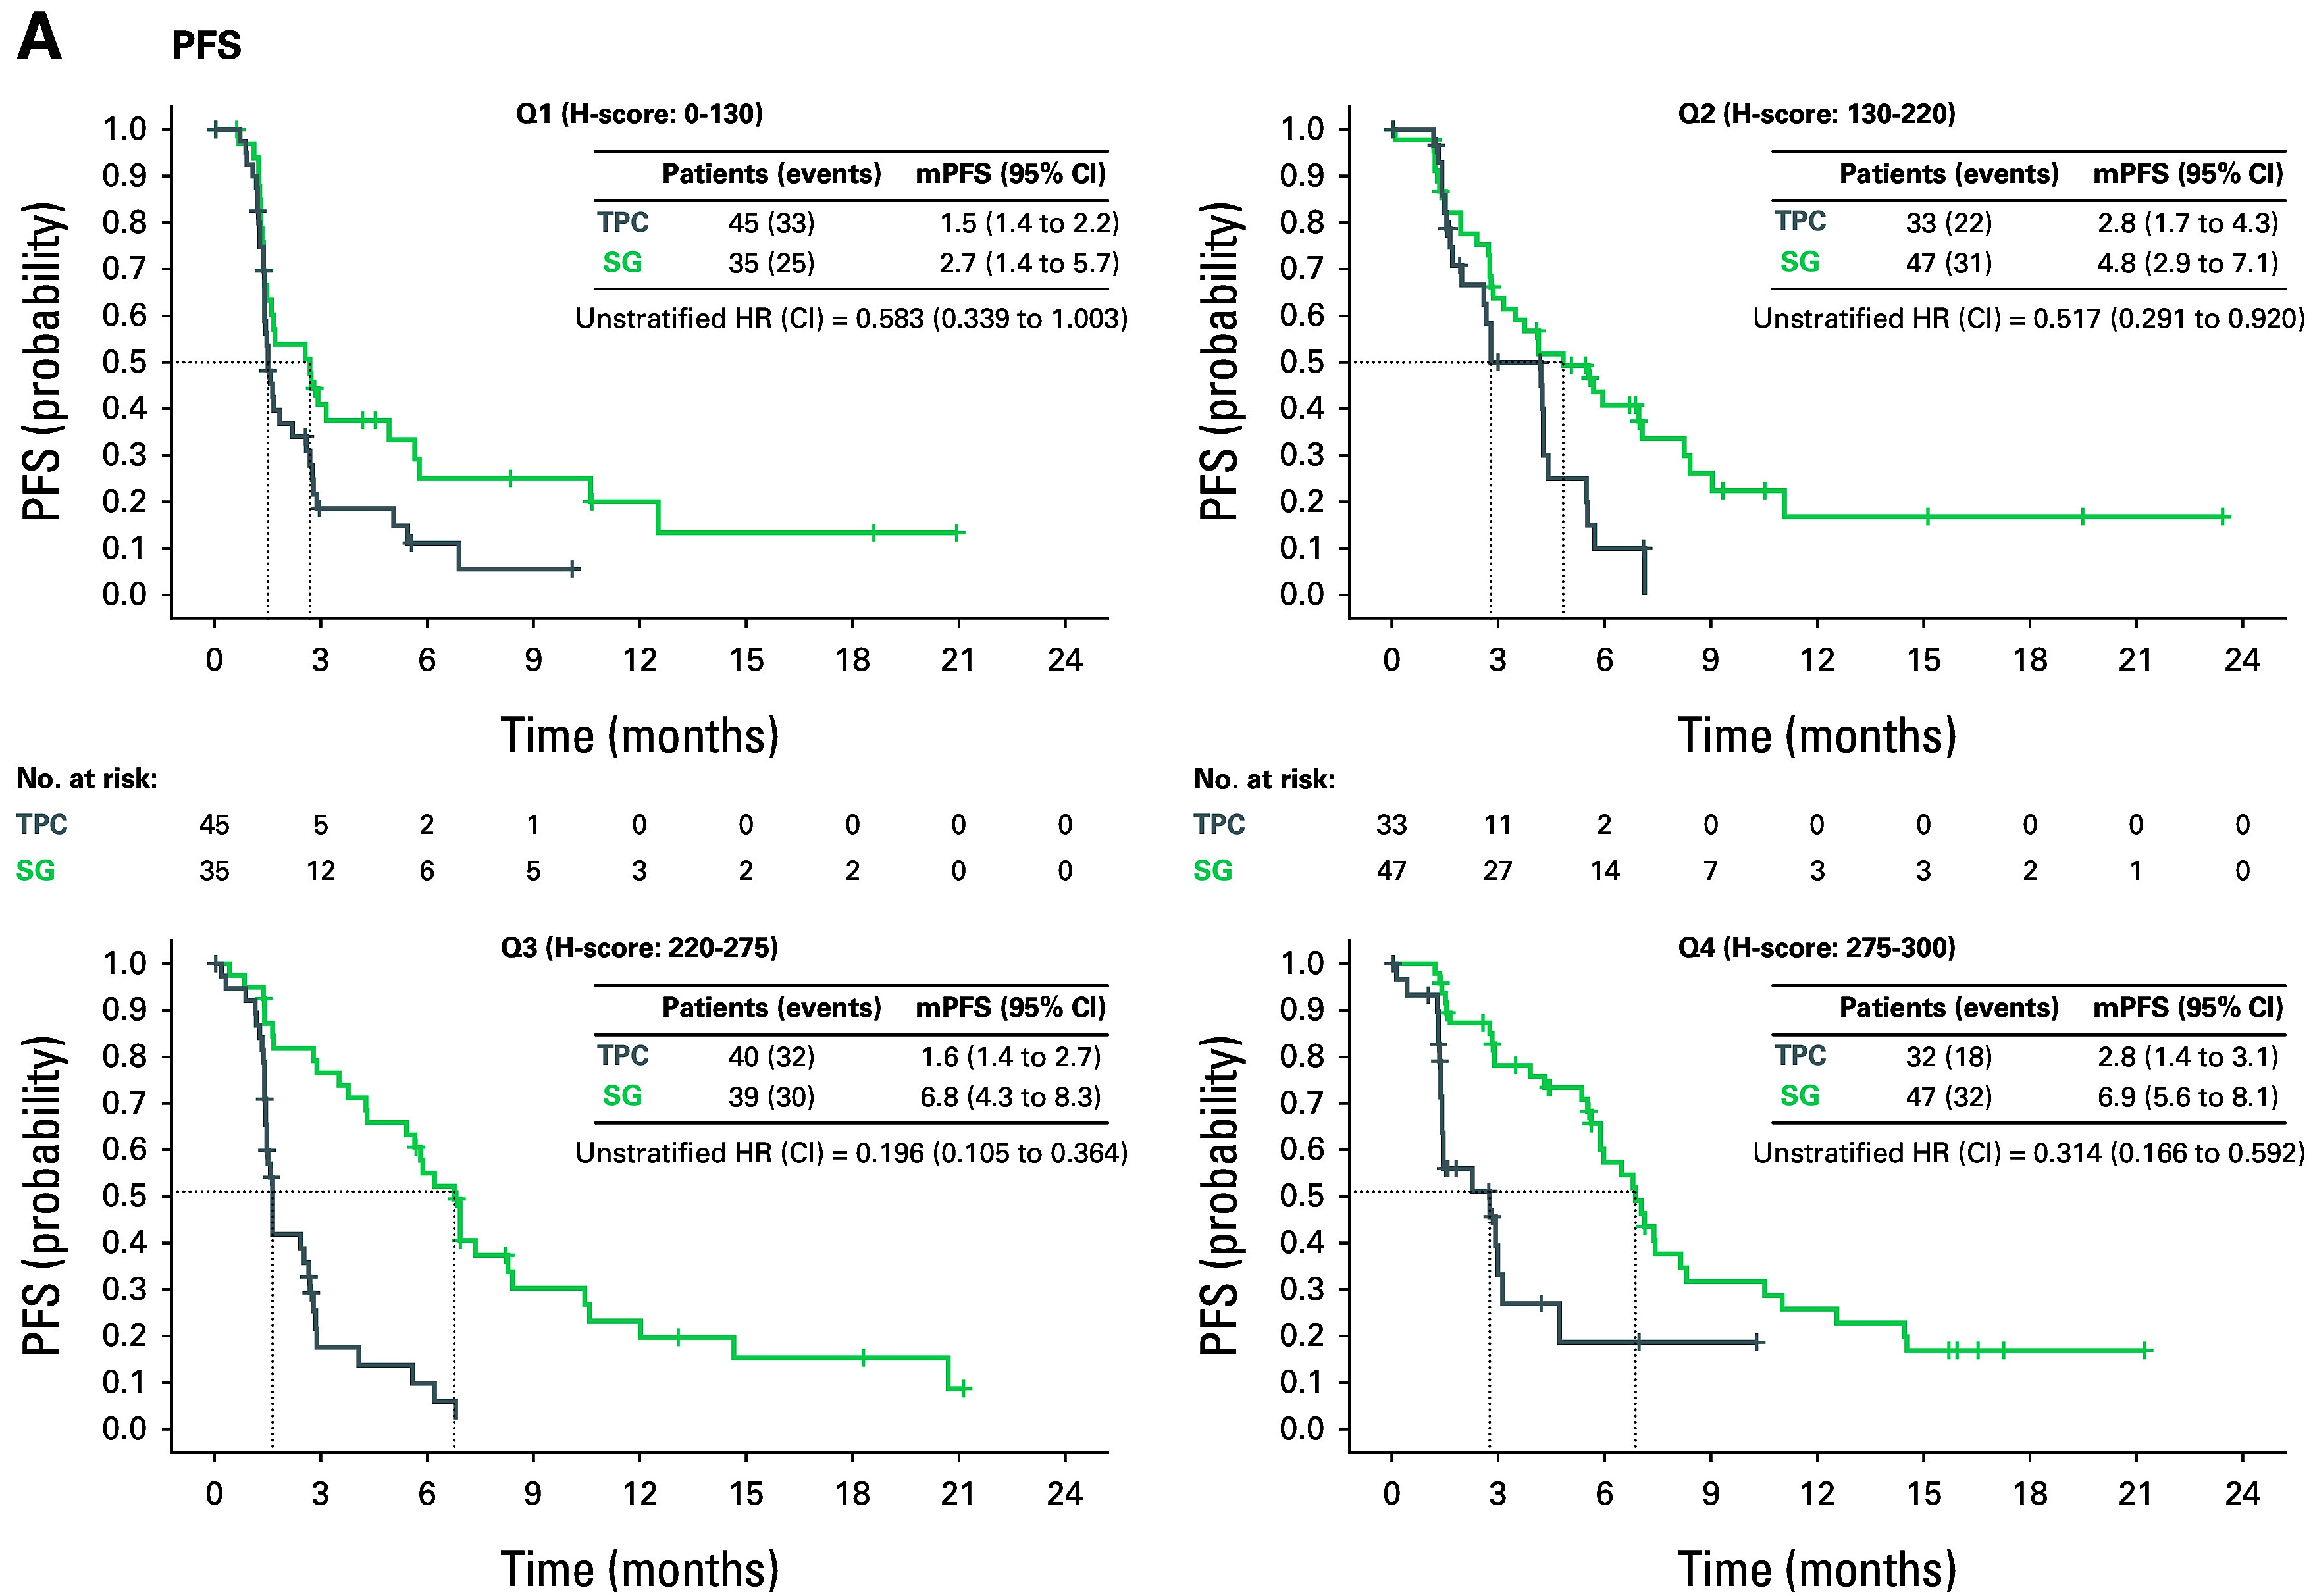 A PFS
Q1 (H-score: 0-130)
Patients (events) mPFS (95% CI)
TPC 45 (33) 1.5 (1.4 to 2.2)
SG 35 (25) 2.7 (1.4 to 5.7)
Unstratified HR (CI) = 0.583 (0.339 to 1.003)
PFS (probability)
1.0
0.9
0.8
0.7
0.6
0.5
0.4
0.3
0.2
0.1
0.0
0 3 6 9 12 15 18 21 24
Time (months)
No. at risk:
TPC 45 5 2 1 0 0 0 0 0
SG 35 12 6 5 3 2 2 0 0
Q2 (H-score: 130-220)
Patients (events) mPFS (95% CI)
TPC 33 (22) 2.8 (1.7 to 4.3)
SG 47 (31) 4.8 (2.9 to 7.1)
Unstratified HR (CI) = 0.517 (0.291 to 0.920)
PFS (probability)
1.0
0.9
0.8
0.7
0.6
0.5
0.4
0.3
0.2
0.1
0.0
0 3 6 9 12 15 18 21 24
Time (months)
No. at risk:
TPC 33 11 2 0 0 0 0 0 0
SG 47 27 14 7 3 3 2 1 0
Q3 (H-score: 220-275)
Patients (events) mPFS (95% CI)
TPC 40 (32) 1.6 (1.4 to 2.7)
SG 39 (30) 6.8 (4.3 to 8.3)
Unstratified HR (CI) = 0.196 (0.105 to 0.364)
PFS (probability)
1.0
0.9
0.8
0.7
0.6
0.5
0.4
0.3
0.2
0.1
0.0
0 3 6 9 12 15 18 21 24
Time (months)
Q4 (H-score: 275-300)
Patients (events) mPFS (95% CI)
TPC 32 (18) 2.8 (1.4 to 3.1)
SG 47 (32) 6.9 (5.6 to 8.1)
Unstratified HR (CI) = 0.314 (0.166 to 0.592)
PFS (probability)
1.0
0.9
0.8
0.7
0.6
0.5
0.4
0.3
0.2
0.1
0.0
0 3 6 9 12 15 18 21 24
Time (months)